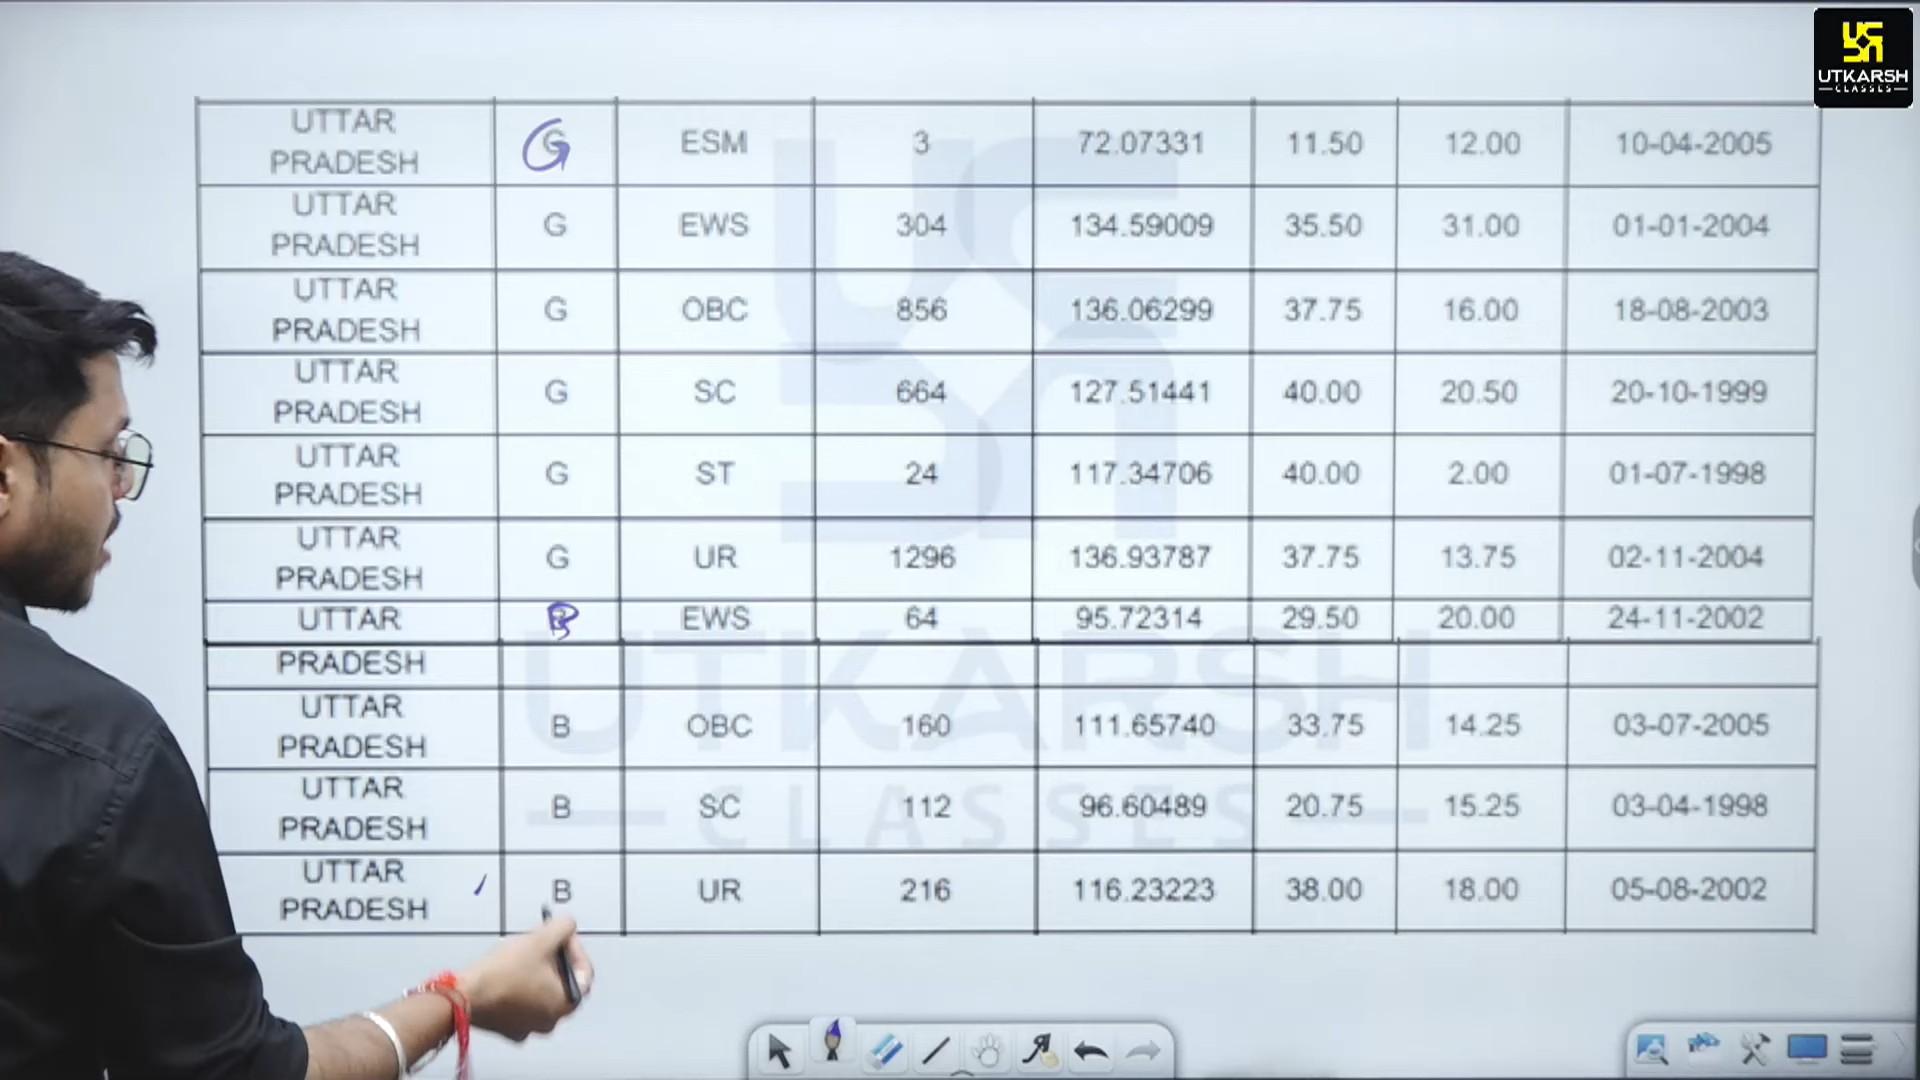 UTKARSH
CLASSES
UTTAR PRADESH G ESM 3 72.07331 11.50 12.00 10-04-2005
UTTAR PRADESH G EWS 304 134.59009 35.50 31.00 01-01-2004
UTTAR PRADESH G OBC 856 136.06299 37.75 16.00 18-08-2003
UTTAR PRADESH G SC 664 127.51441 40.00 20.50 20-10-1999
UTTAR PRADESH G ST 24 117.34706 40.00 2.00 01-07-1998
UTTAR PRADESH G UR 1296 136.93787 37.75 13.75 02-11-2004
UTTAR B EWS 64 95.72314 29.50 20.00 24-11-2002
PRADESH
UTTAR PRADESH B OBC 160 111.65740 33.75 14.25 03-07-2005
UTTAR PRADESH B SC 112 96.60489 20.75 15.25 03-04-1998
UTTAR PRADESH B UR 216 116.23223 38.00 18.00 05-08-2002
UTKARSH
CLASSES